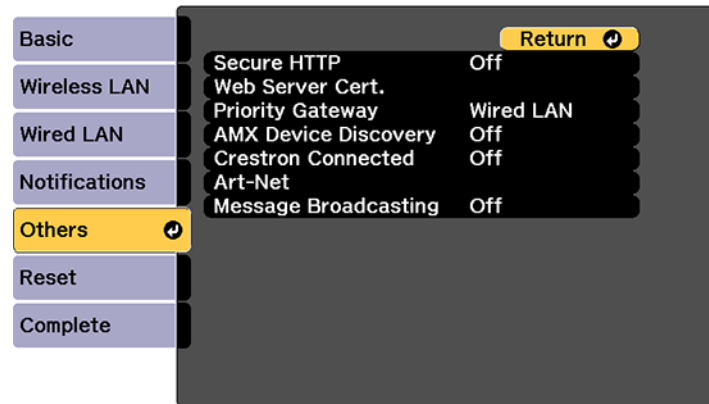 Basic
Wireless LAN
Wired LAN
Notifications
Others
Reset
Complete
Return
Secure HTTP Off
Web Server Cert.
Priority Gateway Wired LAN
AMX Device Discovery Off
Crestron Connected Off
Art-Net
Message Broadcasting Off